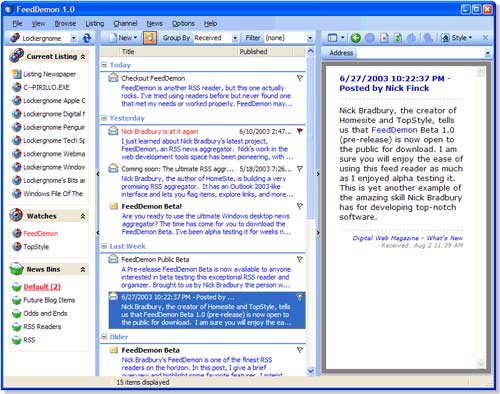 FeedDemon 1.0
File View Browse Listing Channel News Options Help
Lockergnome New Group By Received Filter (none) Style
Current Listing
Listing Newspaper
C-PIRILLO.EXE
Lockergnome Apple C
Lockergnome Digital M
Lockergnome Penguin
Lockergnome Tech Sp
Lockergnome Webma
Lockergnome Windows
Lockergnome's Bits ar
Windows File Of The
Watches
FeedDemon
TopStyle
News Bins
Default (2)
Future Blog Items
Odds and Ends
RSS Readers
RSS
Title Published
Today
Checkout FeedDemon
FeedDemon is another RSS reader, but this one actually
rocks. I've tried using readers before but never found one
that met my needs or worked properly. FeedDemon may...
Yesterday
Nick Bradbury is at it again 6/10/2003 2:47...
I just learned about Nick Bradbury's latest project,
FeedDemon, an RSS news aggregator. Nick's work in the
web development tools space has been pioneering, with ...
Coming soon: The ultimate RSS aggr... 5/18/2003 7:26...
Nick Bradbury, the author of HomeSite, is building a very
promising RSS aggregator. It has an Outlook 2003-like
interface and lets you flag items, explore links, and more...
FeedDemon Beta!
Are you ready to use the ultimate Windows desktop news
aggregator? The time has come for you to download the
FeedDemon Beta. I've been alpha testing it for weeks n...
Last Week
FeedDemon Public Beta
A Pre-release FeedDemon Beta is now available to anyone
interested in beta testing this exceptional RSS reader and
organizer. Brought to us by Nick Bradbury the person w...
6/27/2003 10:22:37 PM - Posted by ...
Nick Bradbury, the creator of Homesite and TopStyle, tells
us that FeedDemon Beta 1.0 (pre-release) is now open to
the public for download. I am sure you will enjoy the ea...
Older
FeedDemon Beta
Nick Bradbury's FeedDemon is one of the finest RSS
readers on the horizon. In this post, I give a brief
overview and highlight some favorite features. I intend
15 items displayed
Address
6/27/2003 10:22:37 PM -
Posted by Nick Finck
Nick Bradbury, the creator of
Homesite and TopStyle, tells
us that FeedDemon Beta 1.0
(pre-release) is now open to
the public for download. I am
sure you will enjoy the ease
of using this feed reader as much
as I enjoyed alpha testing it.
This is yet another example of
the amazing skill Nick Bradbury
has for developing top-notch
software.
Digital Web Magazine - What's New
Received: Aug 2 11:39 AM